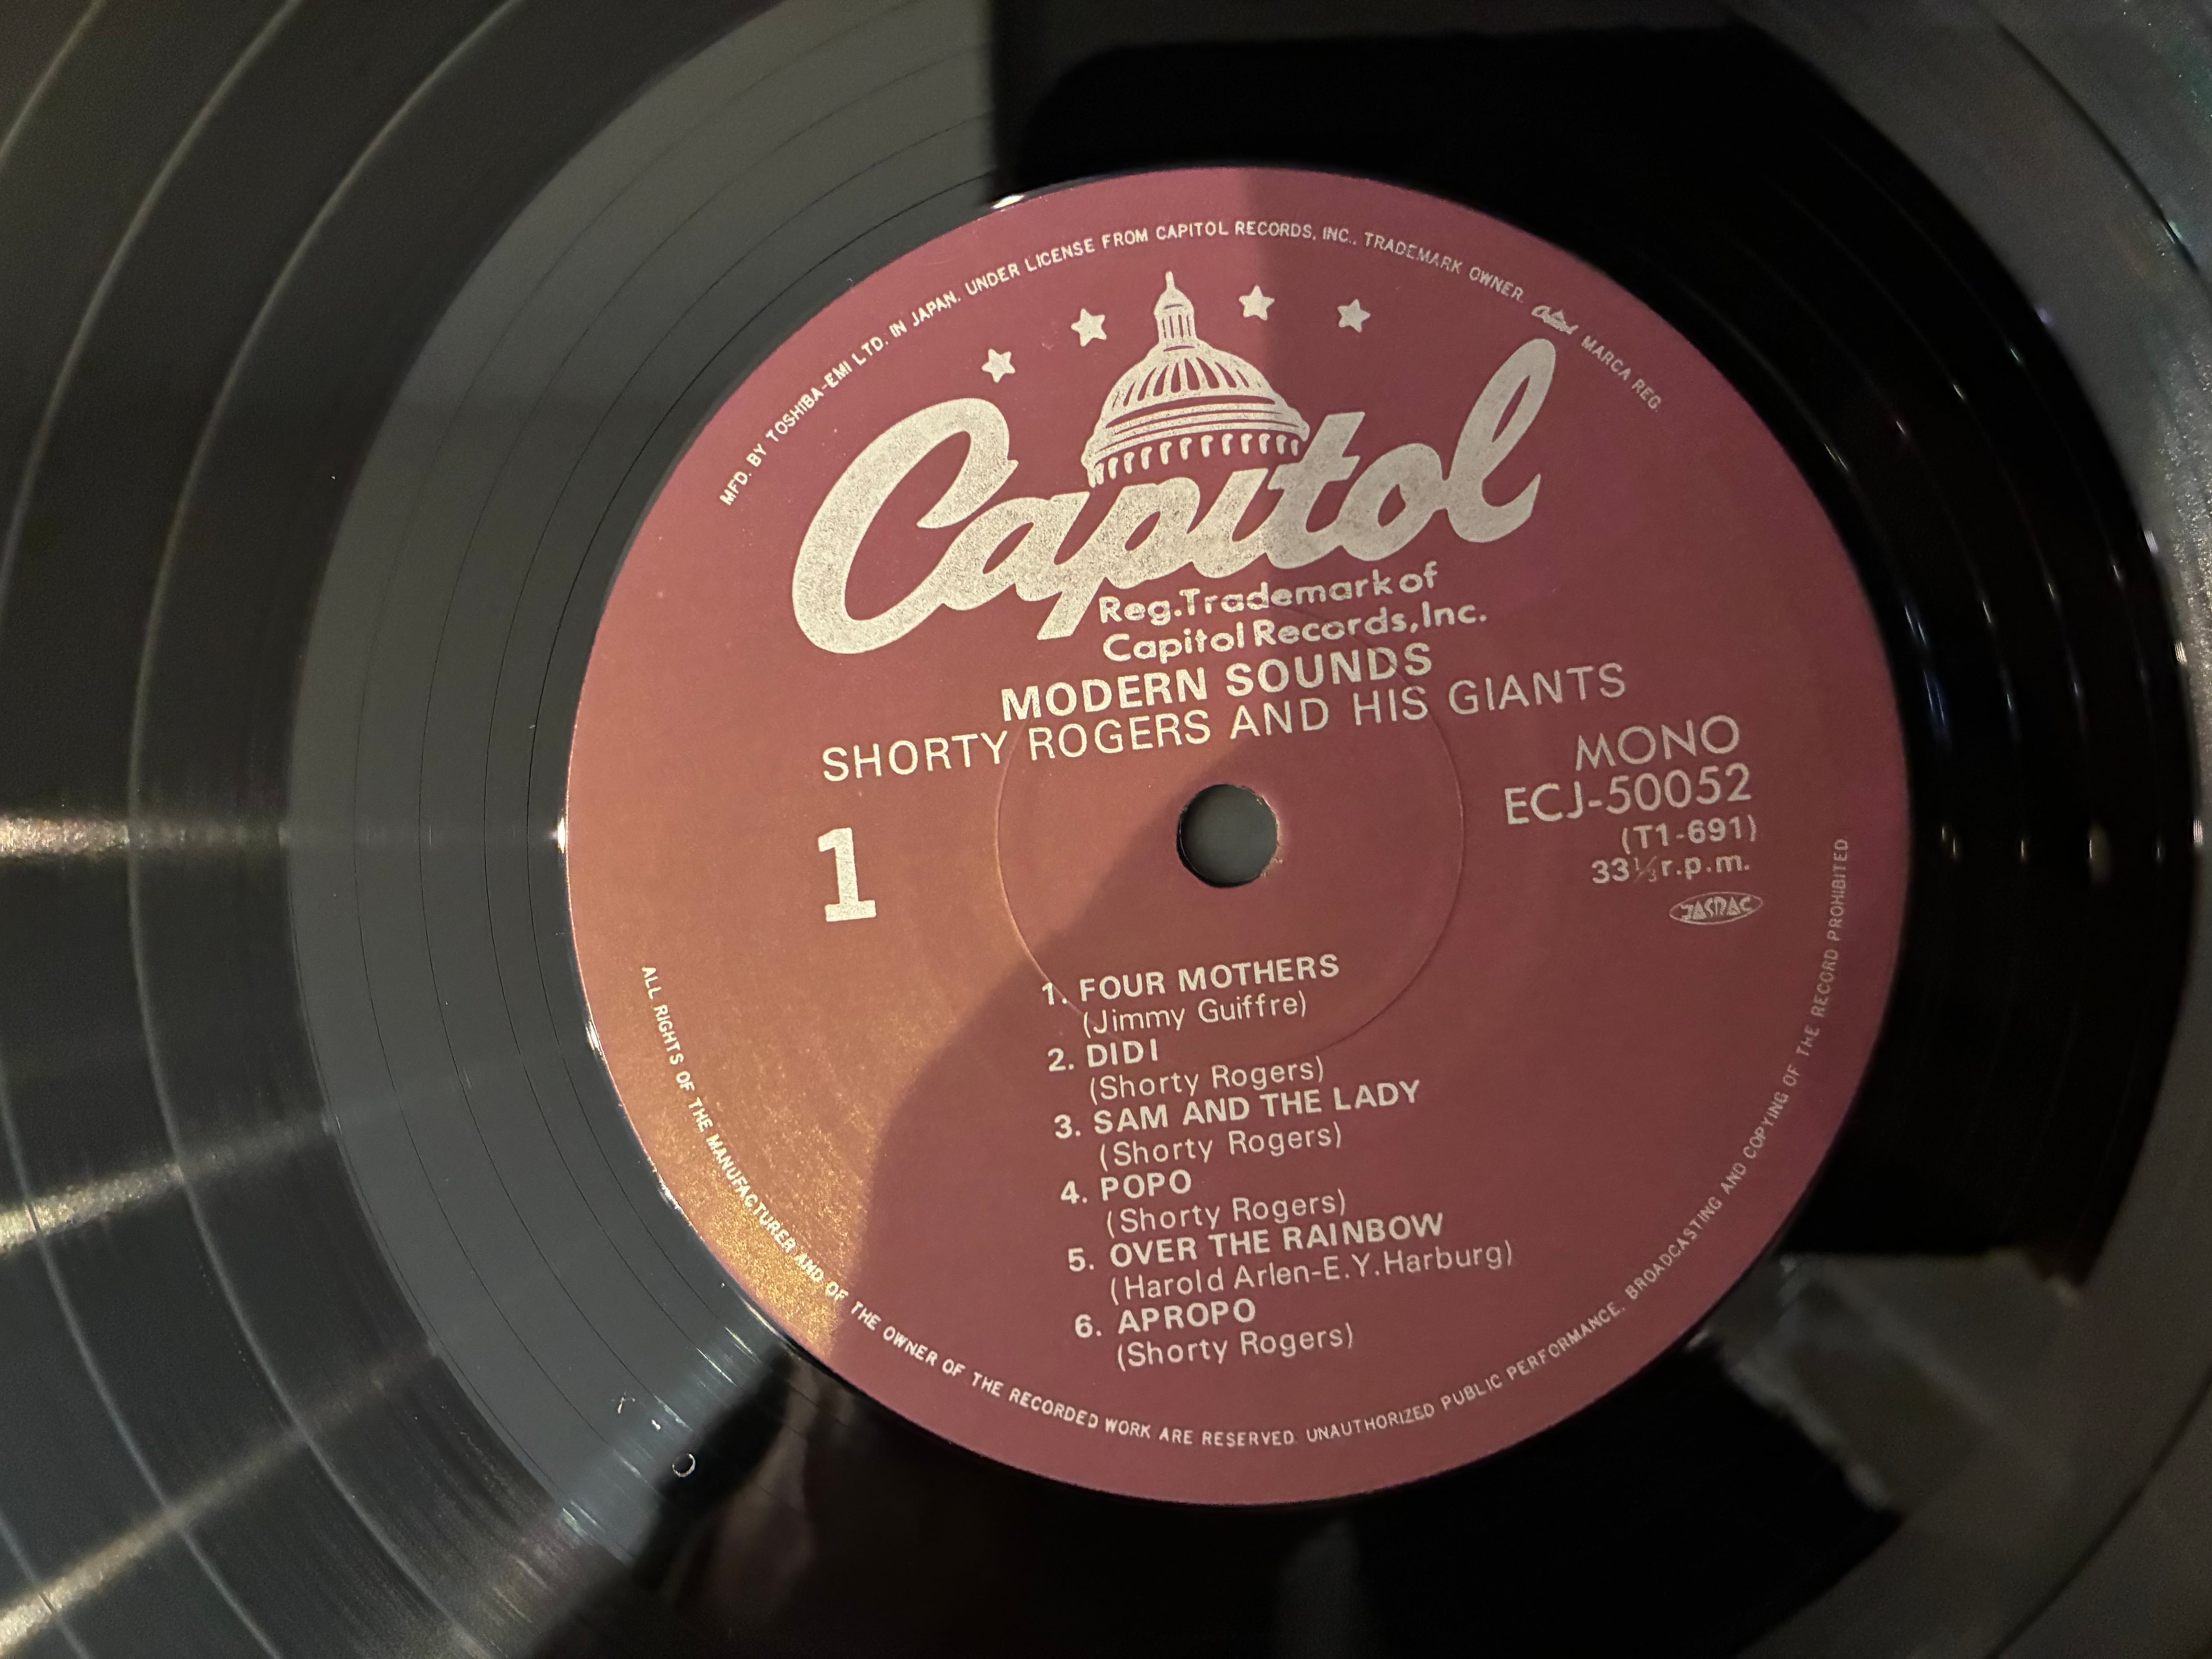 MFD. BY TOSHIBA-EMI LTD. IN JAPAN. UNDER LICENSE FROM CAPITOL RECORDS, INC., TRADEMARK OWNER. Capitol MARCA REG.
Capitol
Reg.Trademark of
Capitol Records,Inc.
MODERN SOUNDS
SHORTY ROGERS AND HIS GIANTS
MONO
ECJ-50052
(T1-691)
33⅓r.p.m.
JASRAC
1
1. FOUR MOTHERS
(Jimmy Guiffre)
2. DIDI
(Shorty Rogers)
3. SAM AND THE LADY
(Shorty Rogers)
4. POPO
(Shorty Rogers)
5. OVER THE RAINBOW
(Harold Arlen-E.Y.Harburg)
6. APROPO
(Shorty Rogers)
ALL RIGHTS OF THE MANUFACTURER AND OF THE OWNER OF THE RECORDED WORK ARE RESERVED. UNAUTHORIZED PUBLIC PERFORMANCE, BROADCASTING AND COPYING OF THE RECORD PROHIBITED